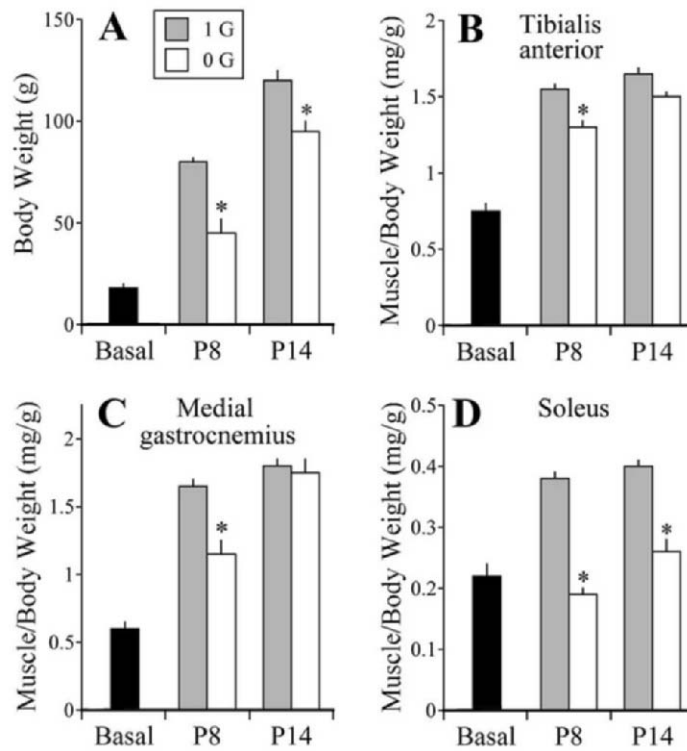 A
1 G
0 G
Body Weight (g)
150
100
50
0
Basal P8 P14
B
Tibialis
anterior
Muscle/Body Weight (mg/g)
2
1.5
1
0.5
0
Basal P8 P14
C
Medial
gastrocnemius
Muscle/Body Weight (mg/g)
2
1.5
1
0.5
0
Basal P8 P14
D
Soleus
Muscle/Body Weight (mg/g)
0.5
0.4
0.3
0.2
0.1
0
Basal P8 P14